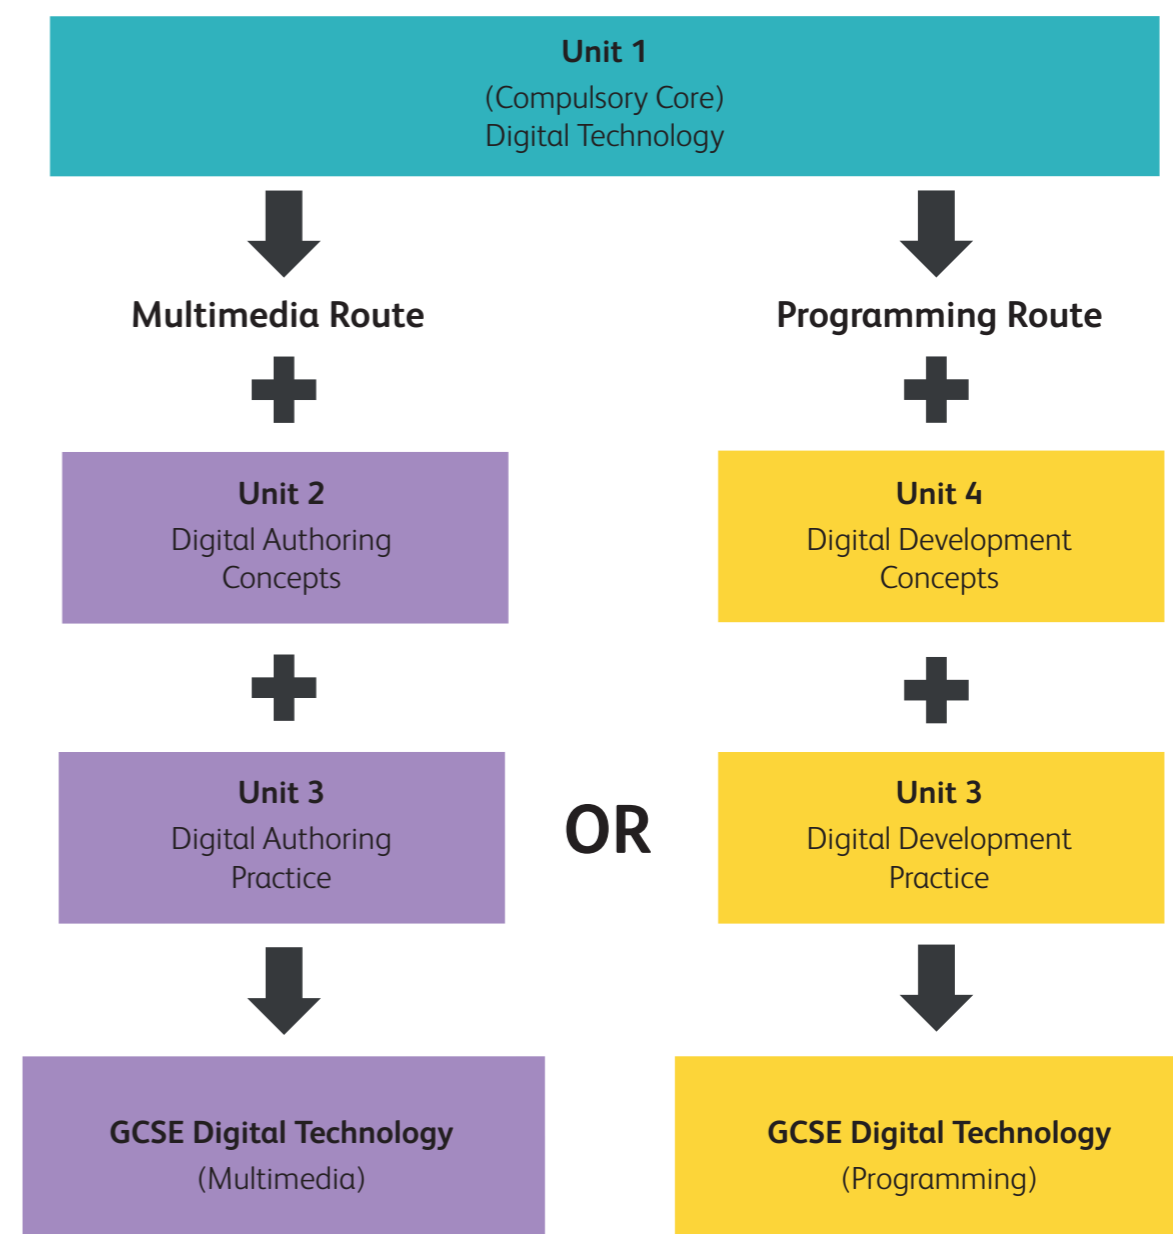 Unit 1
(Compulsory Core)
Digital Technology
Multimedia Route
Programming Route
Unit 2
Digital Authoring
Concepts
Unit 4
Digital Development
Concepts
Unit 3
Digital Authoring
Practice
OR
Unit 3
Digital Development
Practice
GCSE Digital Technology
(Multimedia)
GCSE Digital Technology
(Programming)